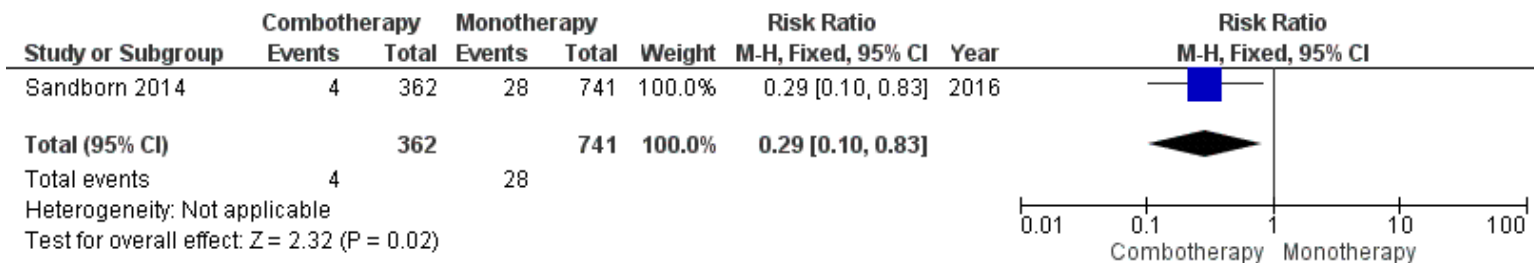 Combotherapy Monotherapy Risk Ratio Risk Ratio
Study or Subgroup Events Total Events Total Weight M-H, Fixed, 95% CI Year M-H, Fixed, 95% CI
Sandborn 2014 4 362 28 741 100.0% 0.29 [0.10, 0.83] 2016
Total (95% CI) 362 741 100.0% 0.29 [0.10, 0.83]
Total events 4 28
Heterogeneity: Not applicable
Test for overall effect: Z = 2.32 (P = 0.02)
0.01 0.1 1 10 100
Combotherapy Monotherapy